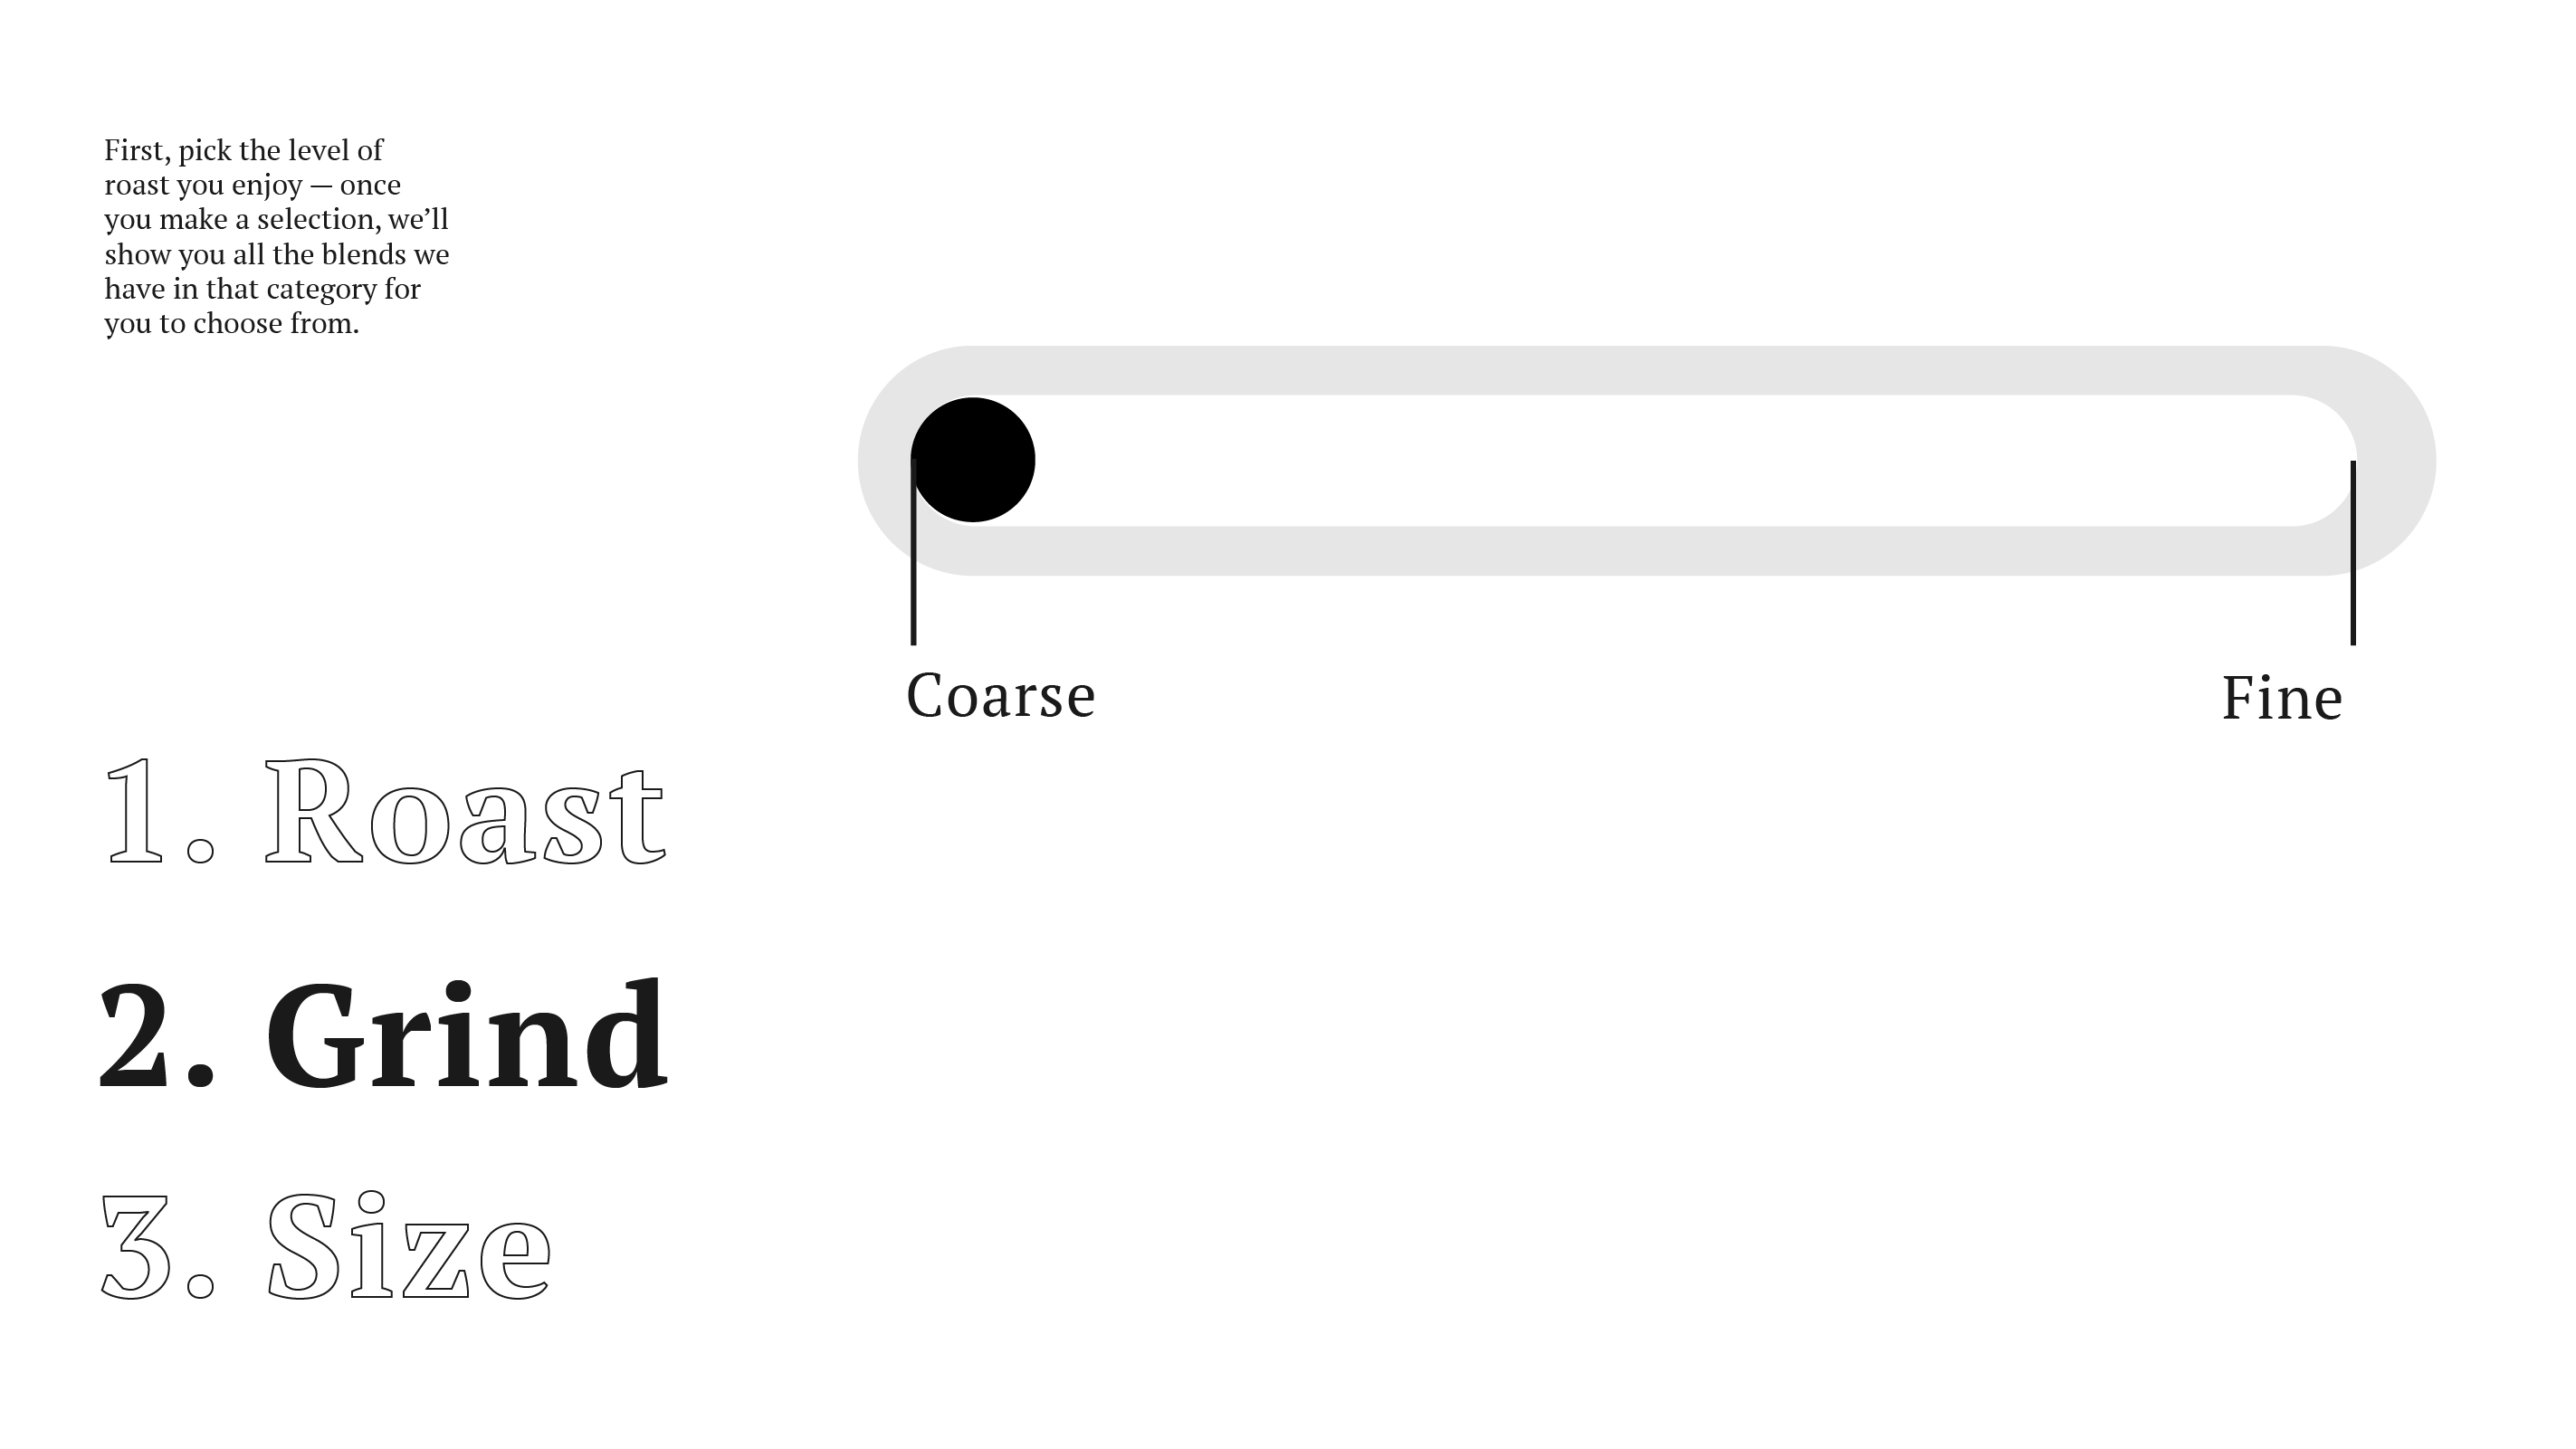 First, pick the level of
roast you enjoy — once
you make a selection, we’ll
show you all the blends we
have in that category for
you to choose from.
Coarse
Fine
1. Roast
2. Grind
3. Size